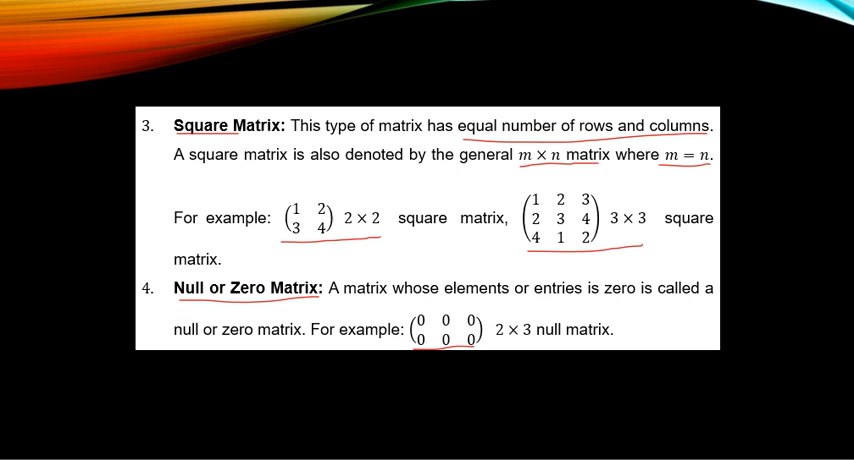 3. Square Matrix: This type of matrix has equal number of rows and columns.
A square matrix is also denoted by the general m × n matrix where m = n.
For example: (1 2
3 4) 2 × 2 square matrix, (1 2 3
2 3 4
4 1 2) 3 × 3 square
matrix.
4. Null or Zero Matrix: A matrix whose elements or entries is zero is called a
null or zero matrix. For example: (0 0 0
0 0 0) 2 × 3 null matrix.